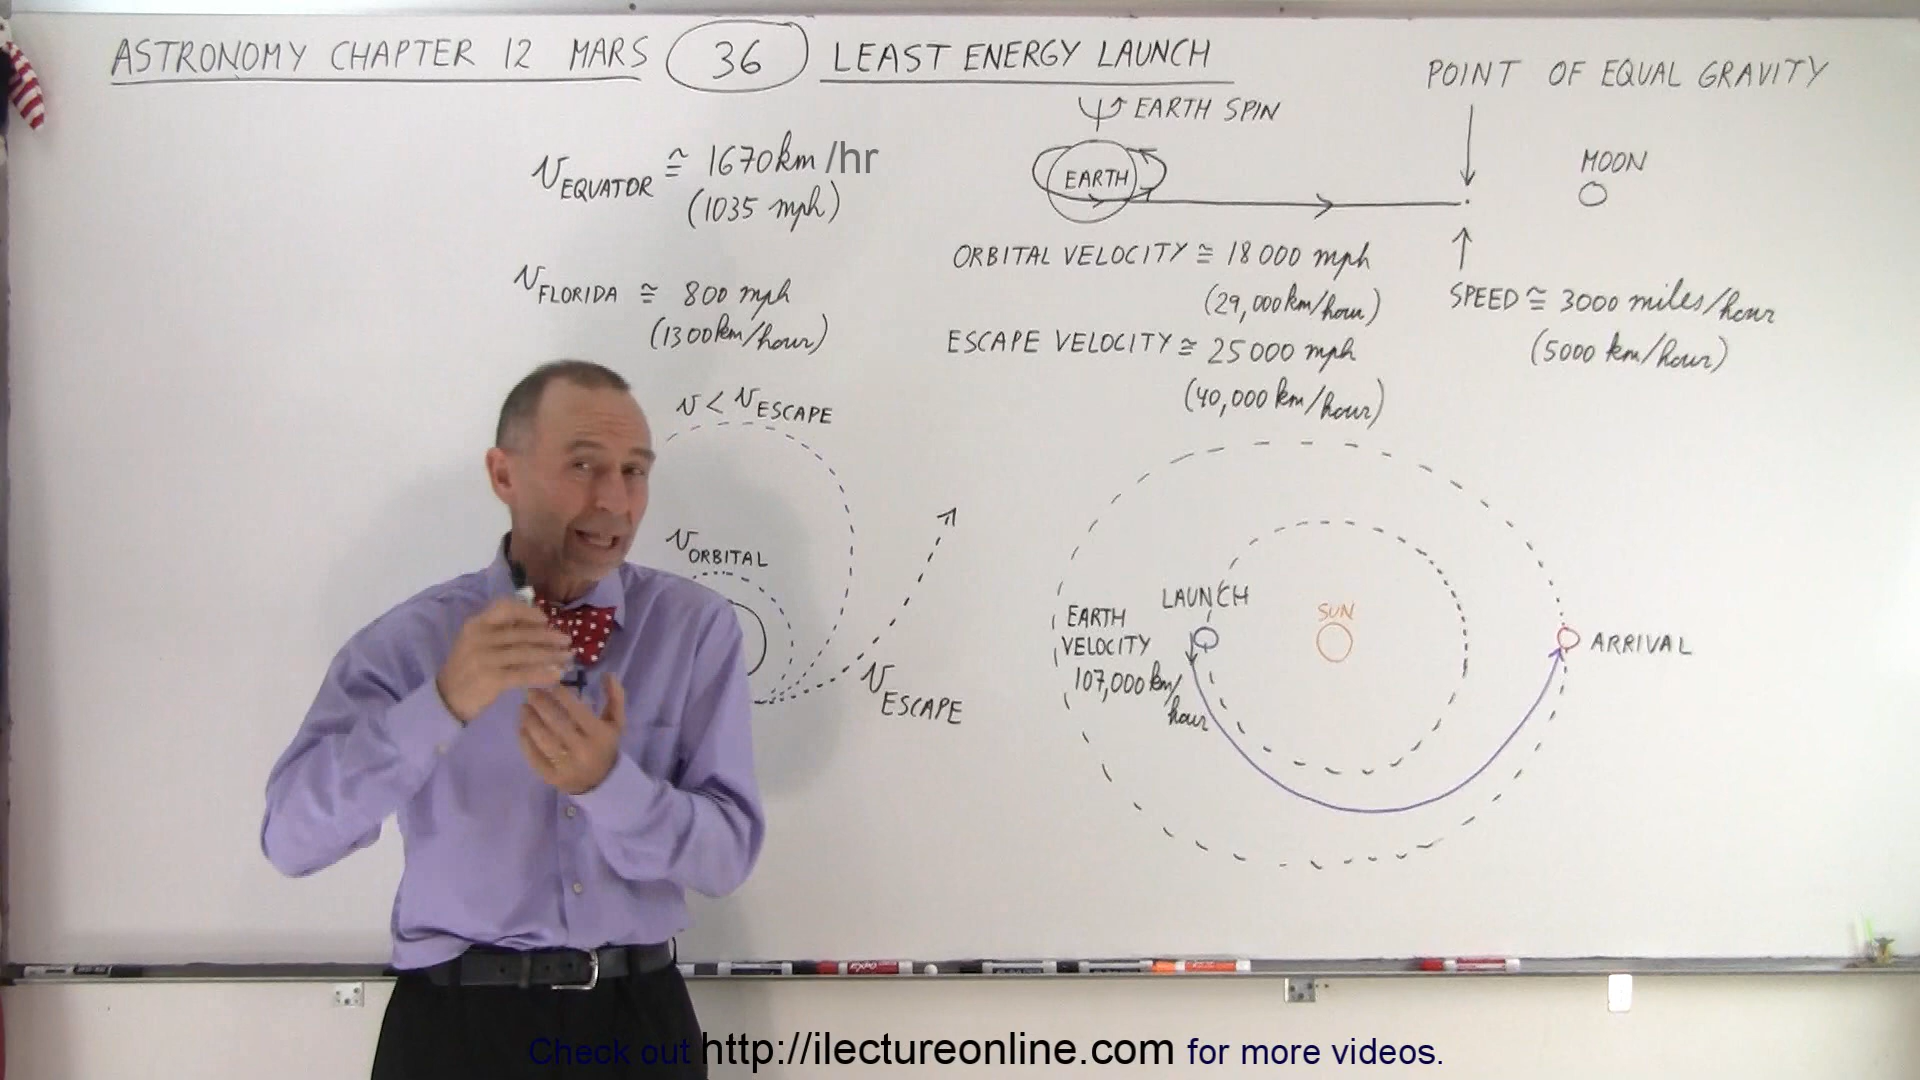 ASTRONOMY CHAPTER 12 MARS 36 LEAST ENERGY LAUNCH
POINT OF EQUAL GRAVITY
EARTH SPIN
V EQUATOR ≅ 1670 km /hr
(1035 mph)
EARTH
MOON
ORBITAL VELOCITY ≅ 18 000 mph
(29,000 km/hour)
V FLORIDA ≅ 800 mph
(1300 km/hour)
SPEED ≅ 3000 miles/hour
(5000 km/hour)
ESCAPE VELOCITY ≅ 25 000 mph
(40,000 km/hour)
V < V ESCAPE
V ORBITAL
V ESCAPE
LAUNCH
SUN
EARTH
VELOCITY
107,000 km/
hour
ARRIVAL
EXPO
Check out http://ilectureonline.com for more videos.